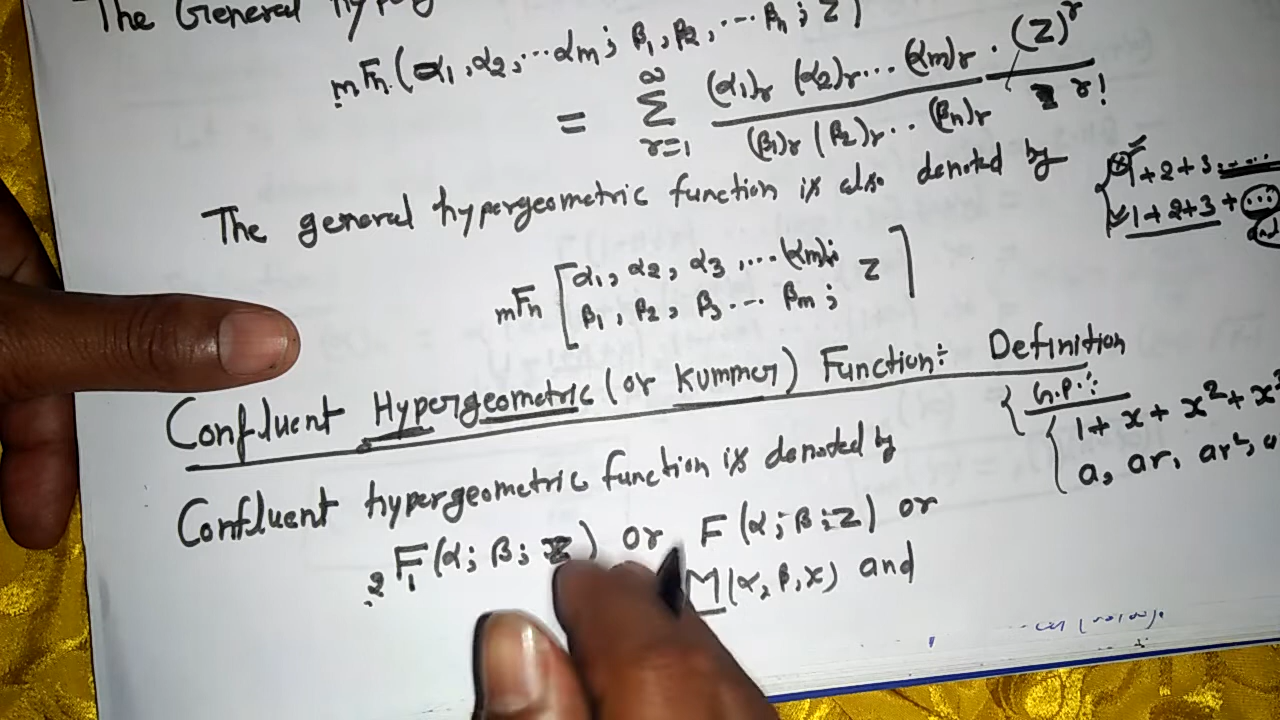 The General
mFn (α1, α2, ... αm; β1, β2, ... βn; z)
= ∞ Σ r=1 (α1)r (α2)r... (αm)r / (β1)r (β2)r.. (βn)r · (z)^r / r!
The general hypergeometric function is also denoted by
1+2+3.....
1+2+3+(...)
mFn [α1, α2, α3, ... (αm); z]
β1, β2, β3 ... βm;
Confluent Hypergeometric (or Kummer) Function:- Definition
G.P.:-
1+x+x²+x³
a, ar, ar²,
Confluent hypergeometric function is denoted by
2F1(α; β; z) or F(α; β; z) or
M(α, β, x) and